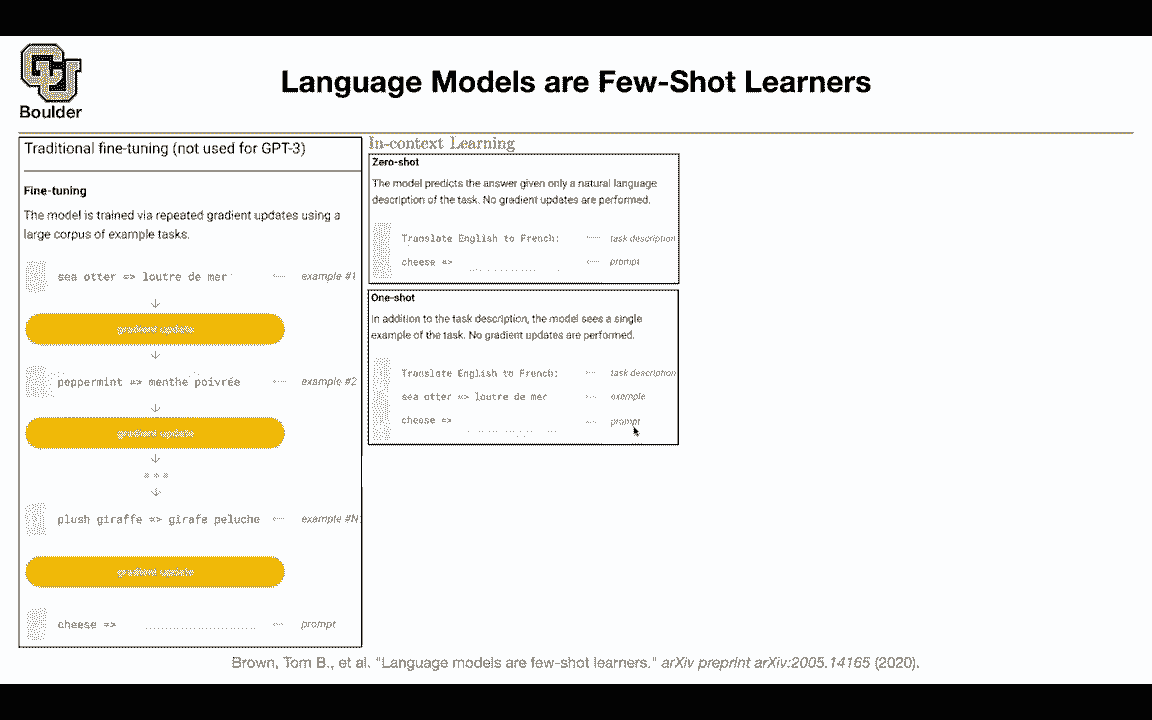 Boulder
Language Models are Few-Shot Learners
Traditional fine-tuning (not used for GPT-3)
Fine-tuning
The model is trained via repeated gradient updates using a
large corpus of example tasks.
sea otter => loutre de mer ← example #1
↓
gradient update
↓
peppermint => menthe poivrée ← example #2
↓
gradient update
↓
• • •
↓
plush giraffe => girafe peluche ← example #N
gradient update
cheese => ........................... ← prompt
In-context Learning
Zero-shot
The model predicts the answer given only a natural language
description of the task. No gradient updates are performed.
Translate English to French: ← task description
cheese => ........................... ← prompt
One-shot
In addition to the task description, the model sees a single
example of the task. No gradient updates are performed.
Translate English to French: ← task description
sea otter => loutre de mer ← example
cheese => ........................... ← prompt
Brown, Tom B., et al. "Language models are few-shot learners." arXiv preprint arXiv:2005.14165 (2020).